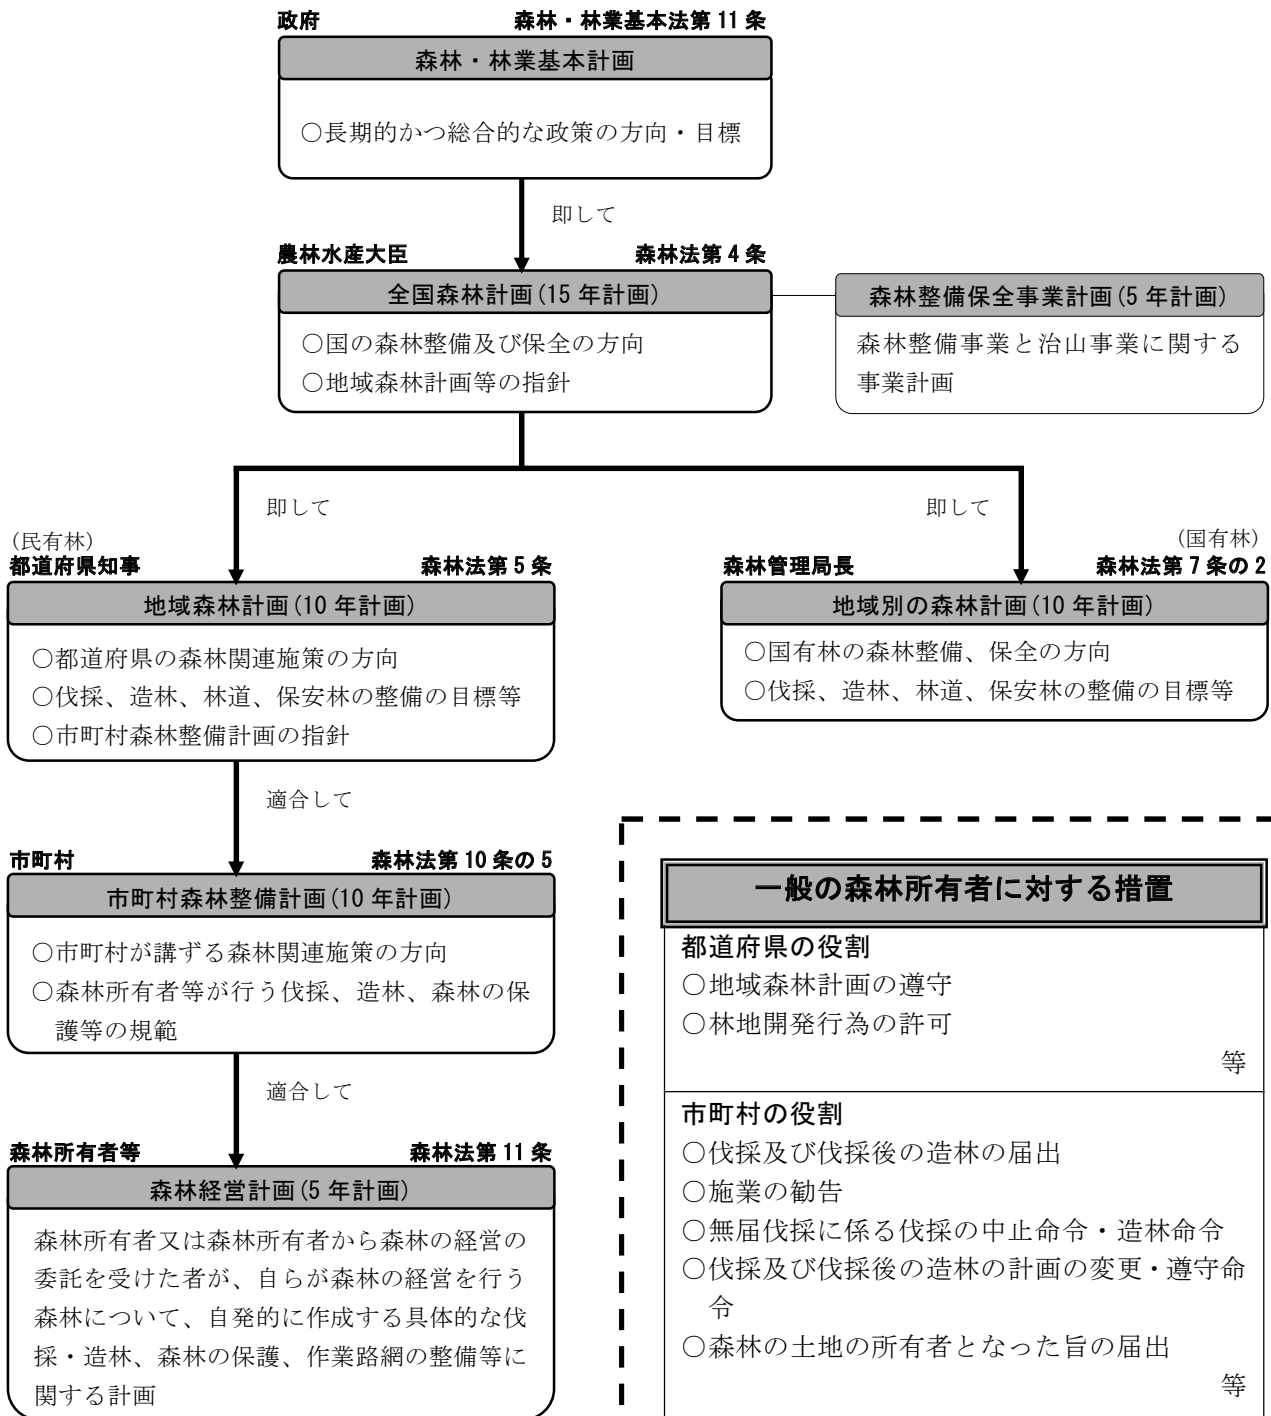 政府 森林・林業基本法第11条
森林・林業基本計画
○長期的かつ総合的な政策の方向・目標
即して
農林水産大臣 森林法第4条
全国森林計画(15年計画)
○国の森林整備及び保全の方向
○地域森林計画等の指針
森林整備保全事業計画(5年計画)
森林整備事業と治山事業に関する
事業計画
即して
即して
(民有林)
都道府県知事 森林法第5条
地域森林計画(10年計画)
○都道府県の森林関連施策の方向
○伐採、造林、林道、保安林の整備の目標等
○市町村森林整備計画の指針
(国有林)
森林管理局長 森林法第7条の2
地域別の森林計画(10年計画)
○国有林の森林整備、保全の方向
○伐採、造林、林道、保安林の整備の目標等
適合して
市町村 森林法第10条の5
市町村森林整備計画(10年計画)
○市町村が講ずる森林関連施策の方向
○森林所有者等が行う伐採、造林、森林の保
護等の規範
適合して
森林所有者等 森林法第11条
森林経営計画(5年計画)
森林所有者又は森林所有者から森林の経営の
委託を受けた者が、自らが森林の経営を行う
森林について、自発的に作成する具体的な伐
採・造林、森林の保護、作業路網の整備等に
関する計画
一般の森林所有者に対する措置
都道府県の役割
○地域森林計画の遵守
○林地開発行為の許可
等
市町村の役割
○伐採及び伐採後の造林の届出
○施業の勧告
○無届伐採に係る伐採の中止命令・造林命令
○伐採及び伐採後の造林の計画の変更・遵守命
令
○森林の土地の所有者となった旨の届出
等